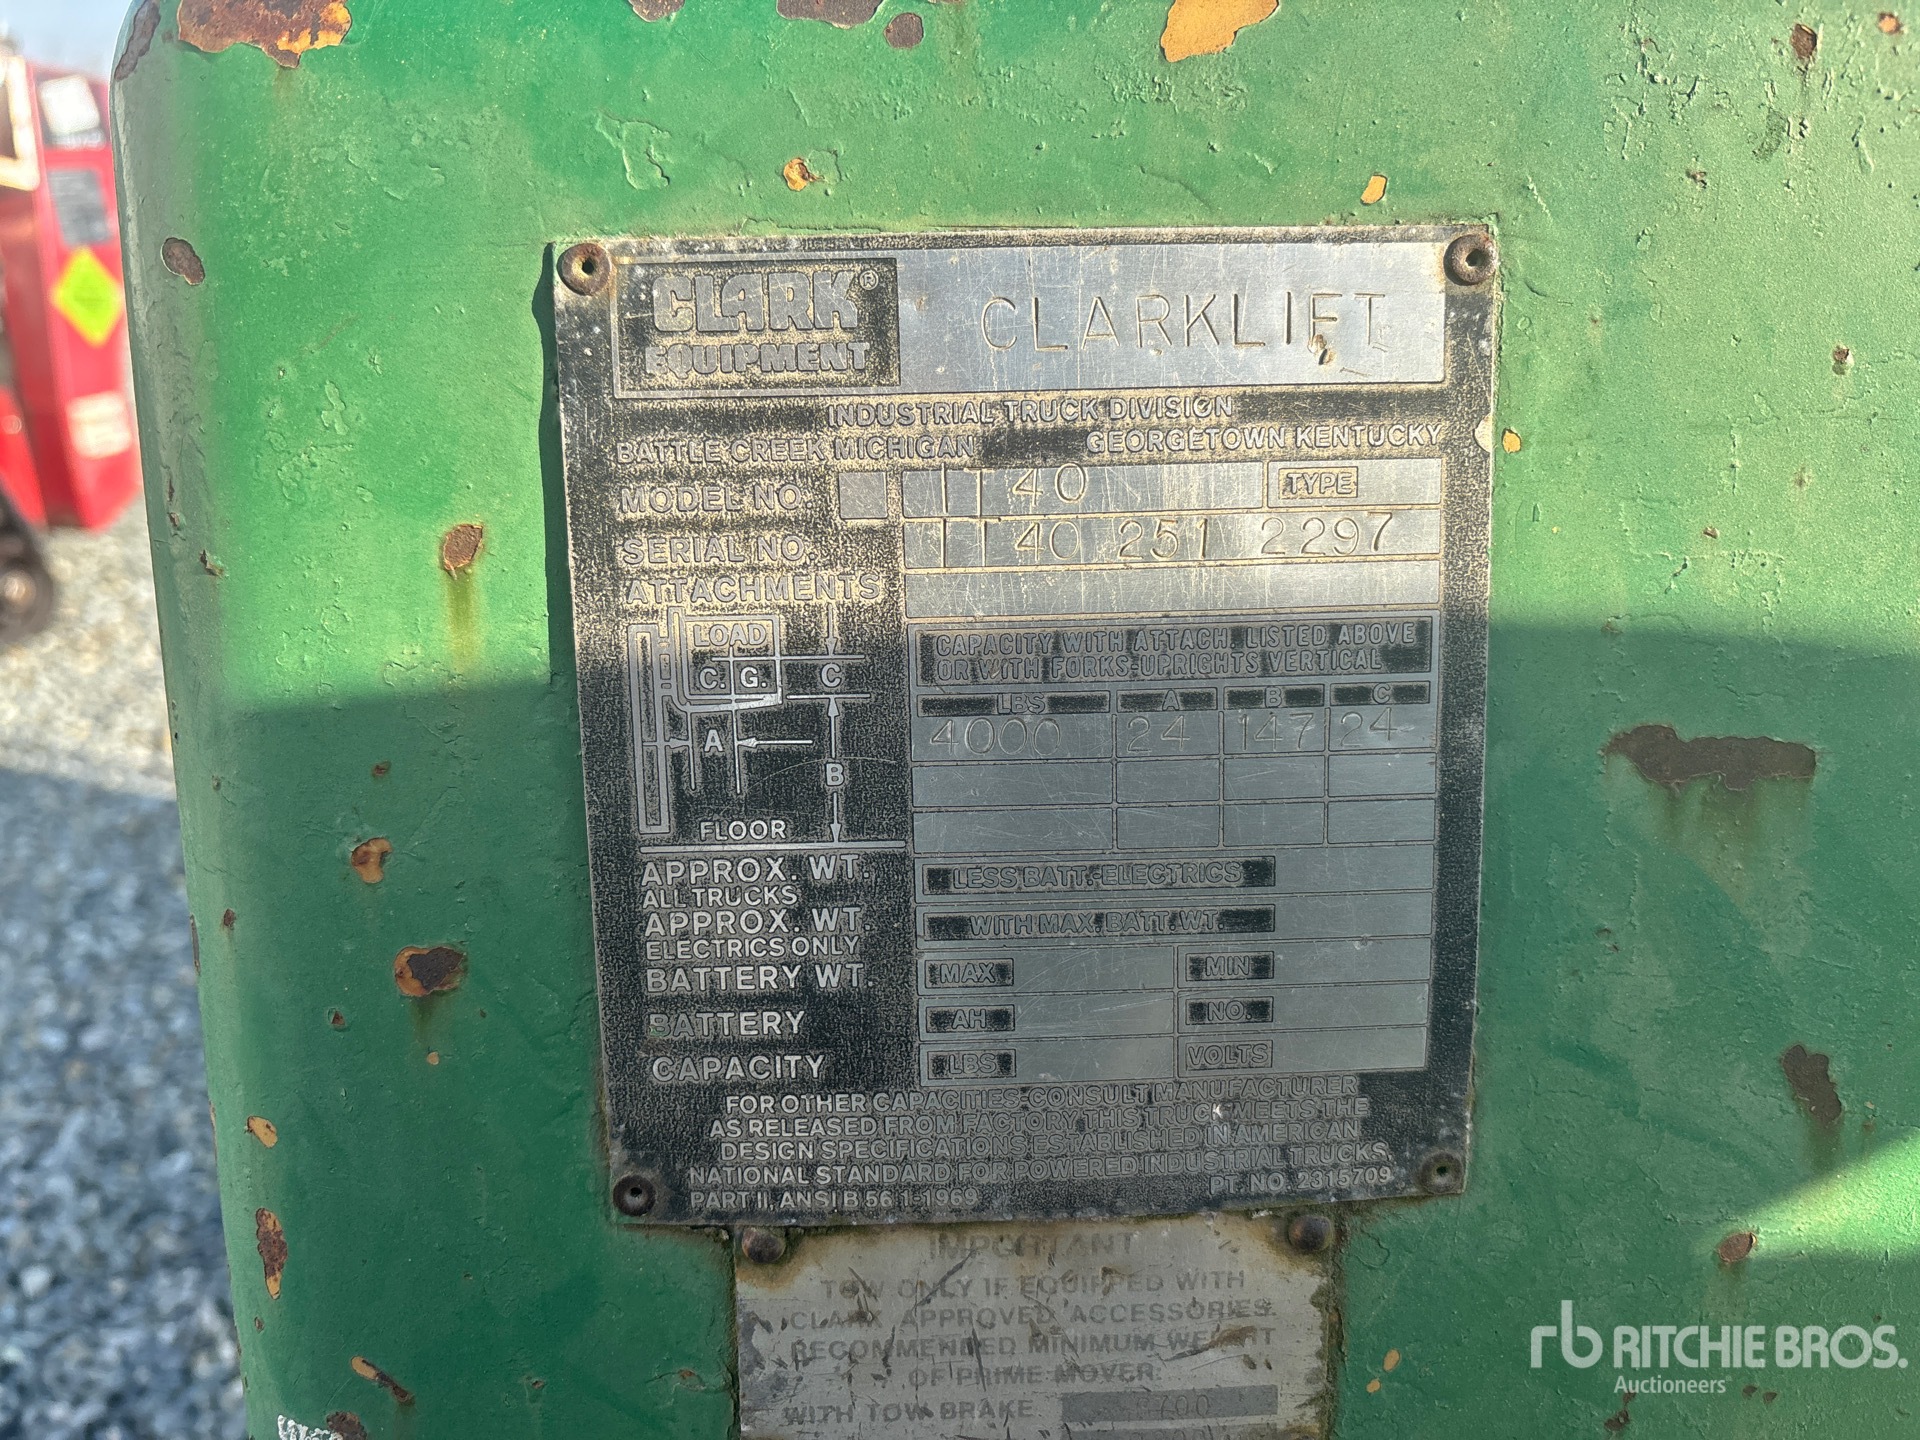 CLARK®
EQUIPMENT
CLARKLIFT
INDUSTRIAL TRUCK DIVISION
BATTLE CREEK MICHIGAN GEORGETOWN KENTUCKY
MODEL NO. IT 40 TYPE
SERIAL NO. IT 40 251 2297
ATTACHMENTS
LOAD
C. G. C
A
B
FLOOR
CAPACITY WITH ATTACH. LISTED ABOVE
OR WITH FORKS-UPRIGHTS VERTICAL
LBS A B C
4000 24 147 24
APPROX. WT. LESS BATT.-ELECTRICS
ALL TRUCKS
APPROX. WT. WITH MAX. BATT. WT.
ELECTRICS ONLY
BATTERY WT. MAX MIN
BATTERY AH NO.
CAPACITY LBS VOLTS
FOR OTHER CAPACITIES-CONSULT MANUFACTURER
AS RELEASED FROM FACTORY THIS TRUCK MEETS THE
DESIGN SPECIFICATIONS ESTABLISHED IN AMERICAN
NATIONAL STANDARD FOR POWERED INDUSTRIAL TRUCKS,
PART II, ANSI B 56.1-1969 PT. NO. 2315709
IMPORTANT
TOW ONLY IF EQUIPPED WITH
CLARK APPROVED ACCESSORIES.
RECOMMENDED MINIMUM WEIGHT
OF PRIME MOVER:
WITH TOW BRAKE
rb RITCHIE BROS.
Auctioneers